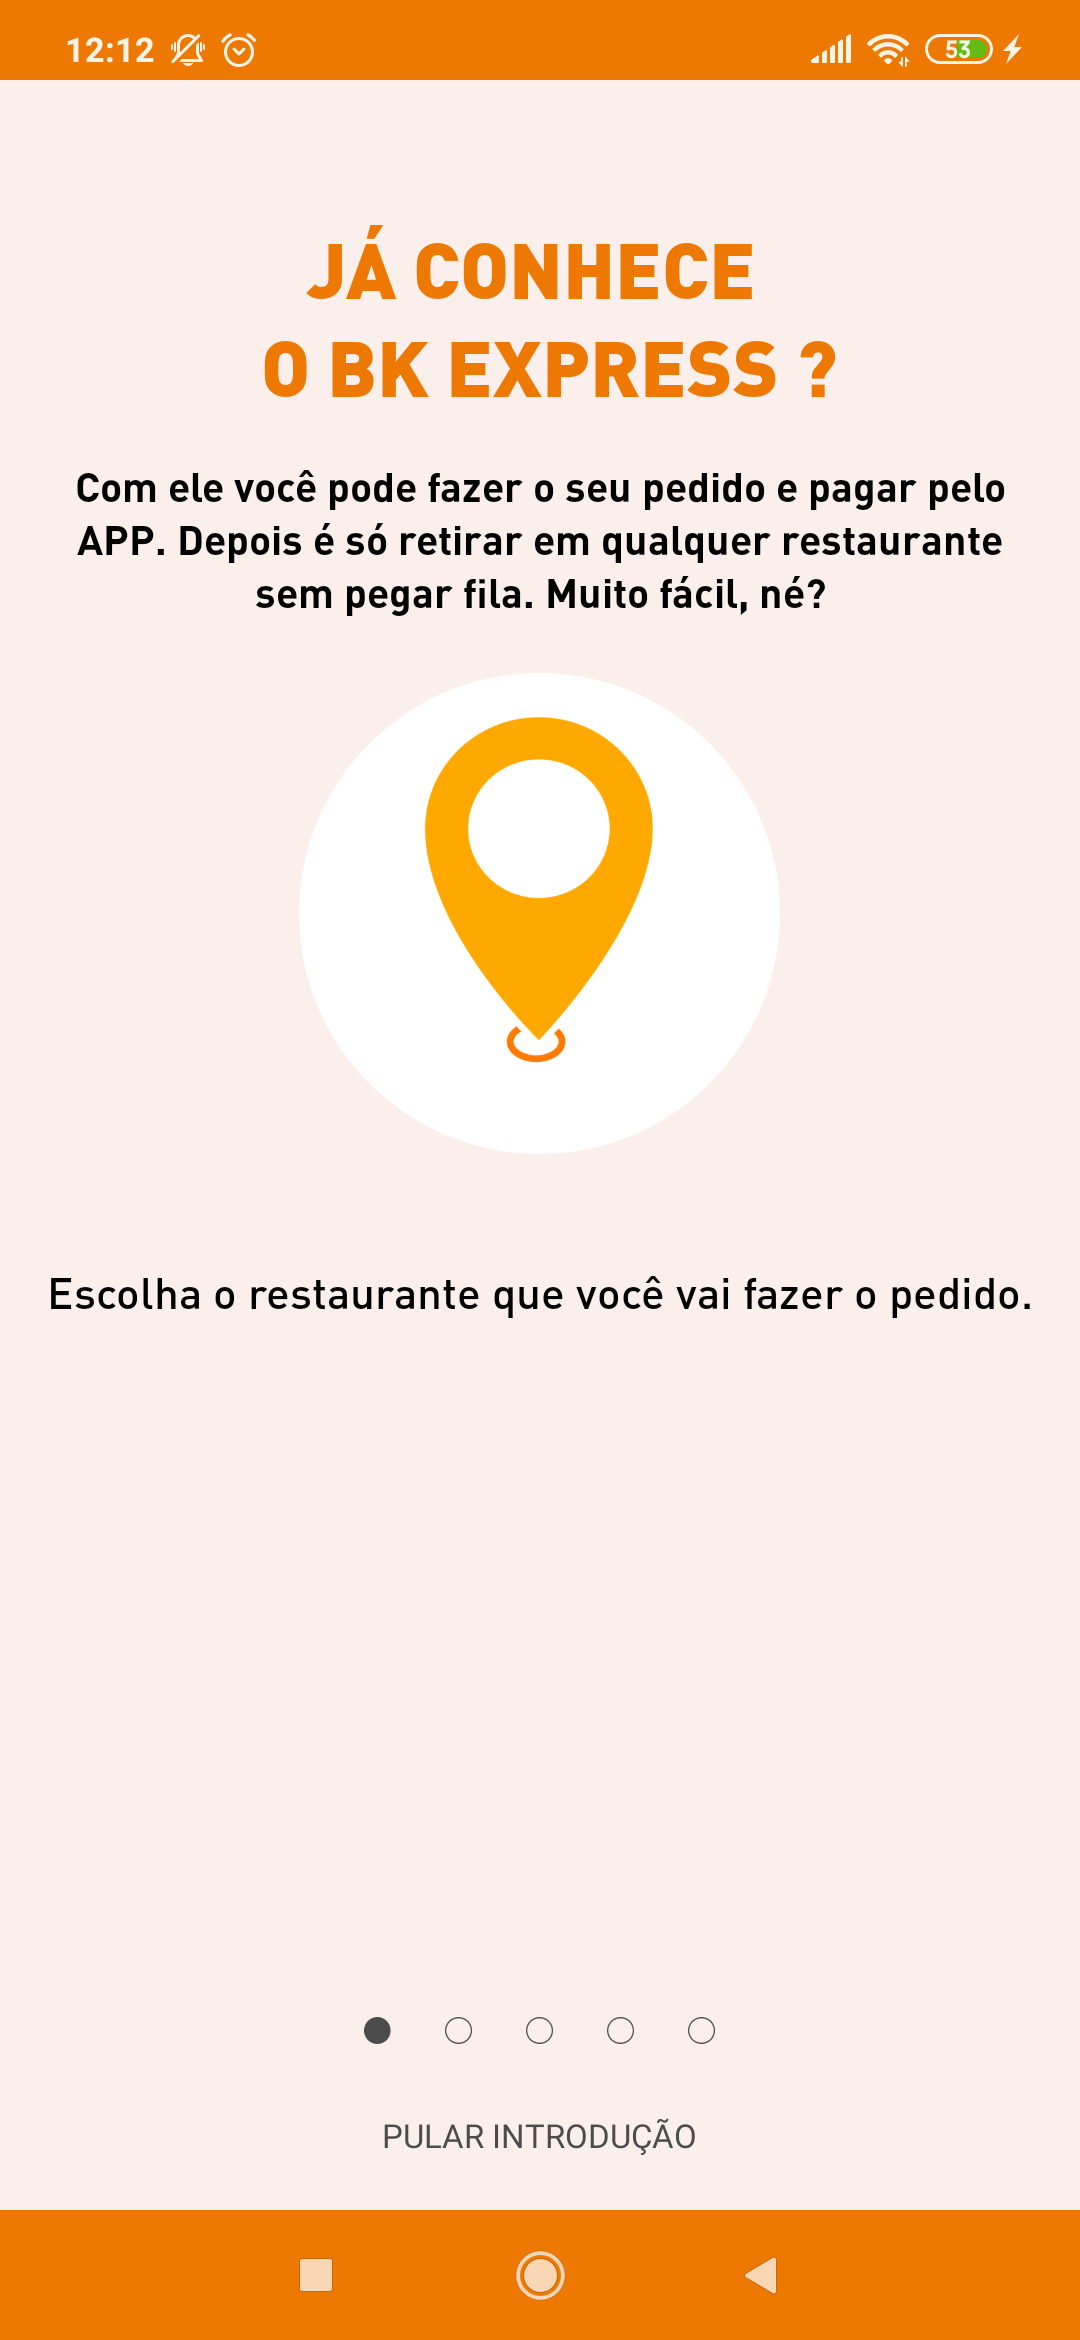 12:12
53
JÁ CONHECE
O BK EXPRESS ?
Com ele você pode fazer o seu pedido e pagar pelo
APP. Depois é só retirar em qualquer restaurante
sem pegar fila. Muito fácil, né?
Escolha o restaurante que você vai fazer o pedido.
PULAR INTRODUÇÃO